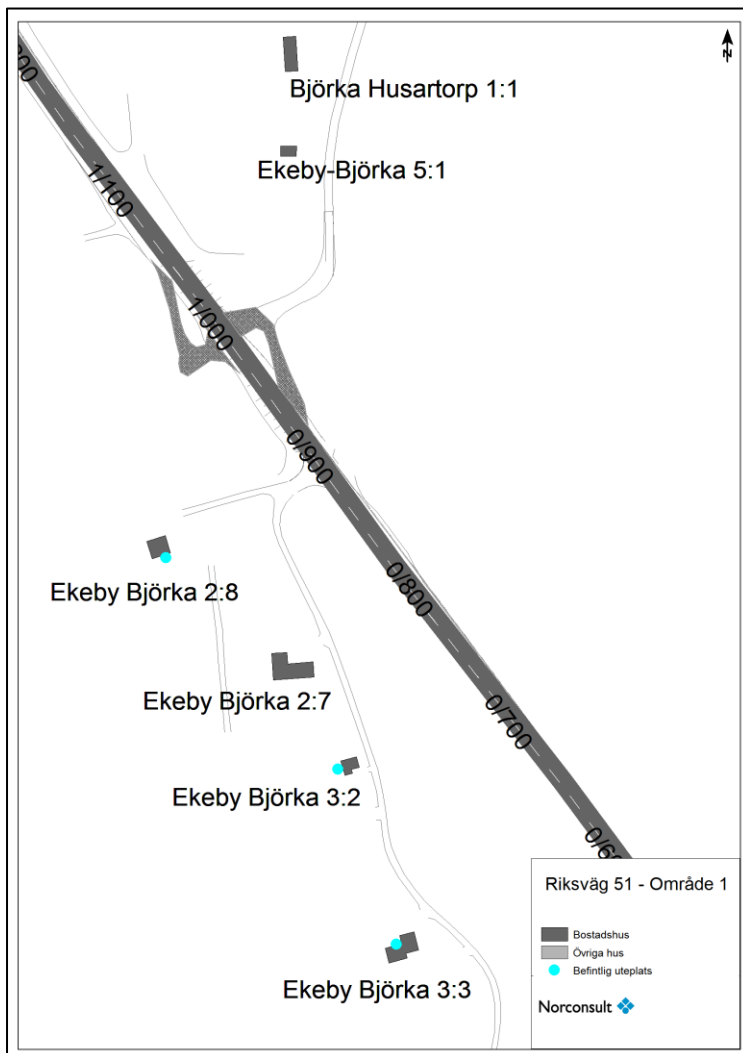 Björka Husartorp 1:1
Ekeby-Björka 5:1
1/100
1/000
0/900
Ekeby Björka 2:8
0/800
Ekeby Björka 2:7
0/700
Ekeby Björka 3:2
Riksväg 51 - Område 1
Bostadshus
Övriga hus
Befintlig uteplats
Ekeby Björka 3:3
Norconsult
N